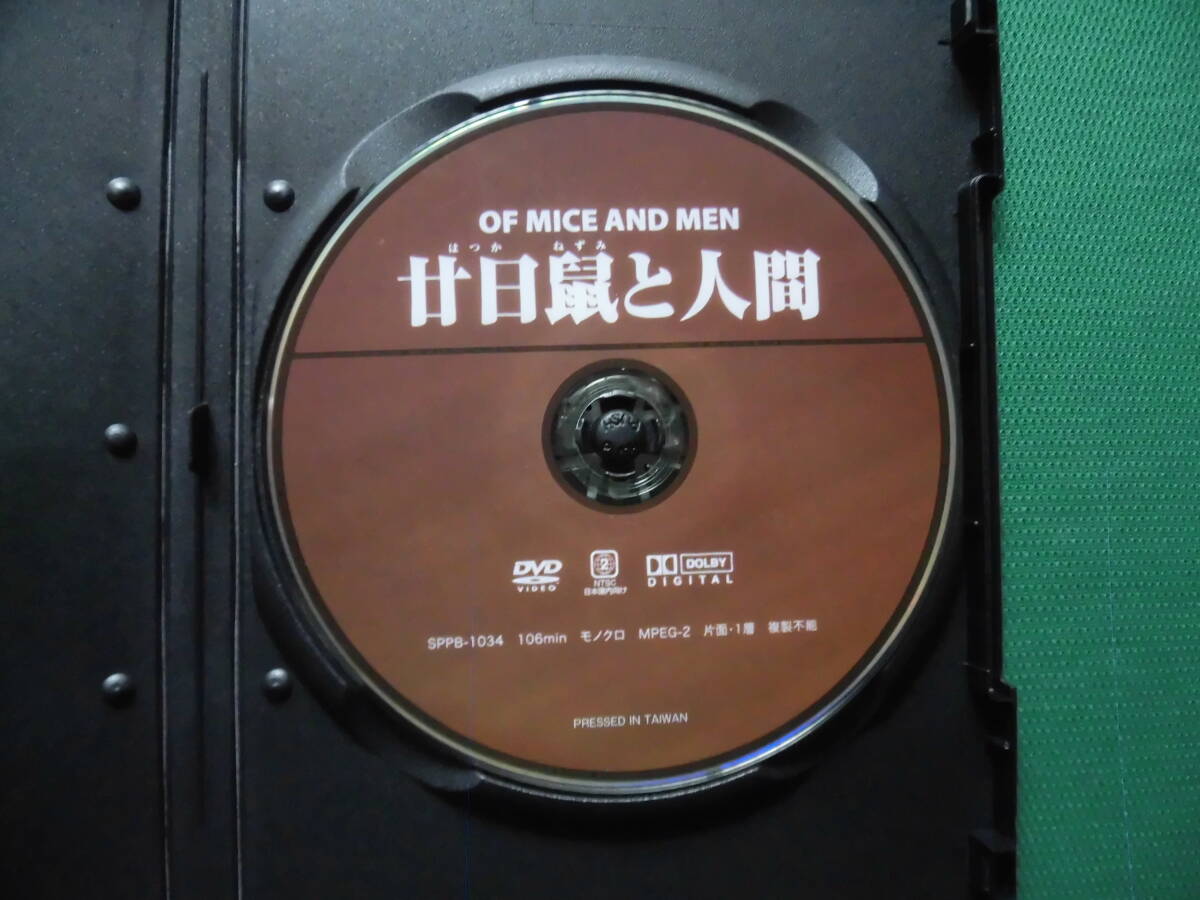 OF MICE AND MEN
はつか ねずみ
廿日鼠と人間
DVD VIDEO
2
NTSC
日本国内向け
DOLBY DIGITAL
SPPB-1034 106min モノクロ MPEG-2 片面・1層 複製不能
PRESSED IN TAIWAN